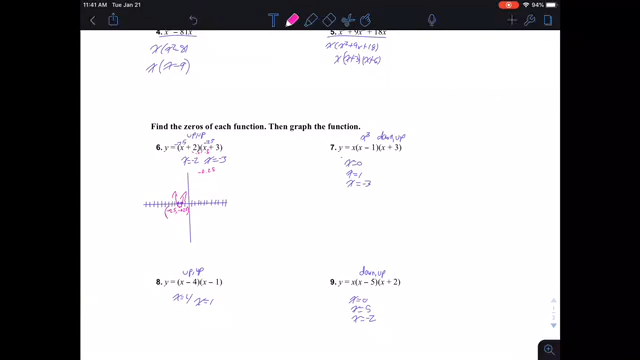 11:41 AM Thu Jan 21
94%
4. x³ − 81x
5. x³ + 9x² + 18x
x(x²-81)
x(x²+9x+18)
x(x+3)(x+6)
x(x=9)
Find the zeros of each function. Then graph the function.
up,up
x³ down,up
6. y = (x + 2)(x + 3)
7. y = x(x − 1)(x + 3)
x=-2 x=-3
x=0
-0.25
x=1
x=-3
up,up
down,up
8. y = (x − 4)(x − 1)
9. y = x(x − 5)(x + 2)
x=4 x=1
x=0
x=5
x=-2